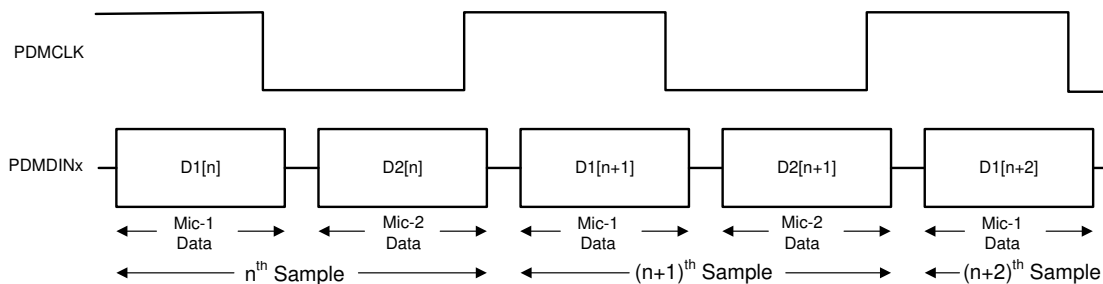 PDMCLK
PDMDINx
D1[n]
D2[n]
D1[n+1]
D2[n+1]
D1[n+2]
Mic-1
Data
Mic-2
Data
Mic-1
Data
Mic-2
Data
Mic-1
Data
nth Sample
(n+1)th Sample
(n+2)th Sample